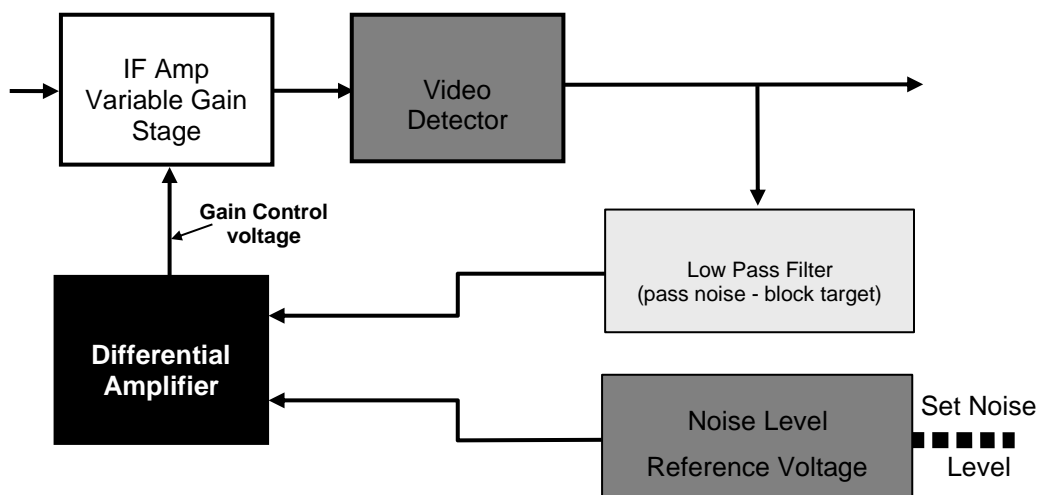 IF Amp
Variable Gain
Stage
Video
Detector
Gain Control
voltage
Low Pass Filter
(pass noise - block target)
Differential
Amplifier
Noise Level
Reference Voltage
Set Noise
Level